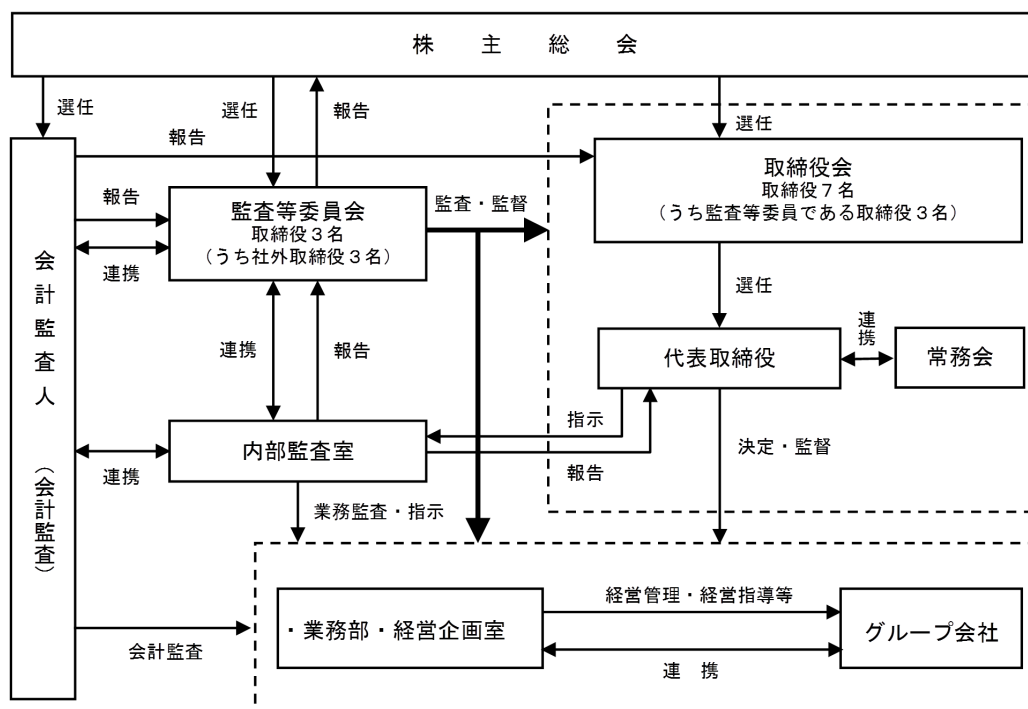 株主総会
選任
選任
報告
選任
報告
取締役会
取締役７名
（うち監査等委員である取締役３名）
報告
監査等委員会
取締役３名
（うち社外取締役３名）
監査・監督
連携
会計監査人
（会計監査）
選任
連携
報告
代表取締役
連携
常務会
指示
内部監査室
決定・監督
連携
報告
業務監査・指示
・業務部・経営企画室
経営管理・経営指導等
グループ会社
会計監査
連携